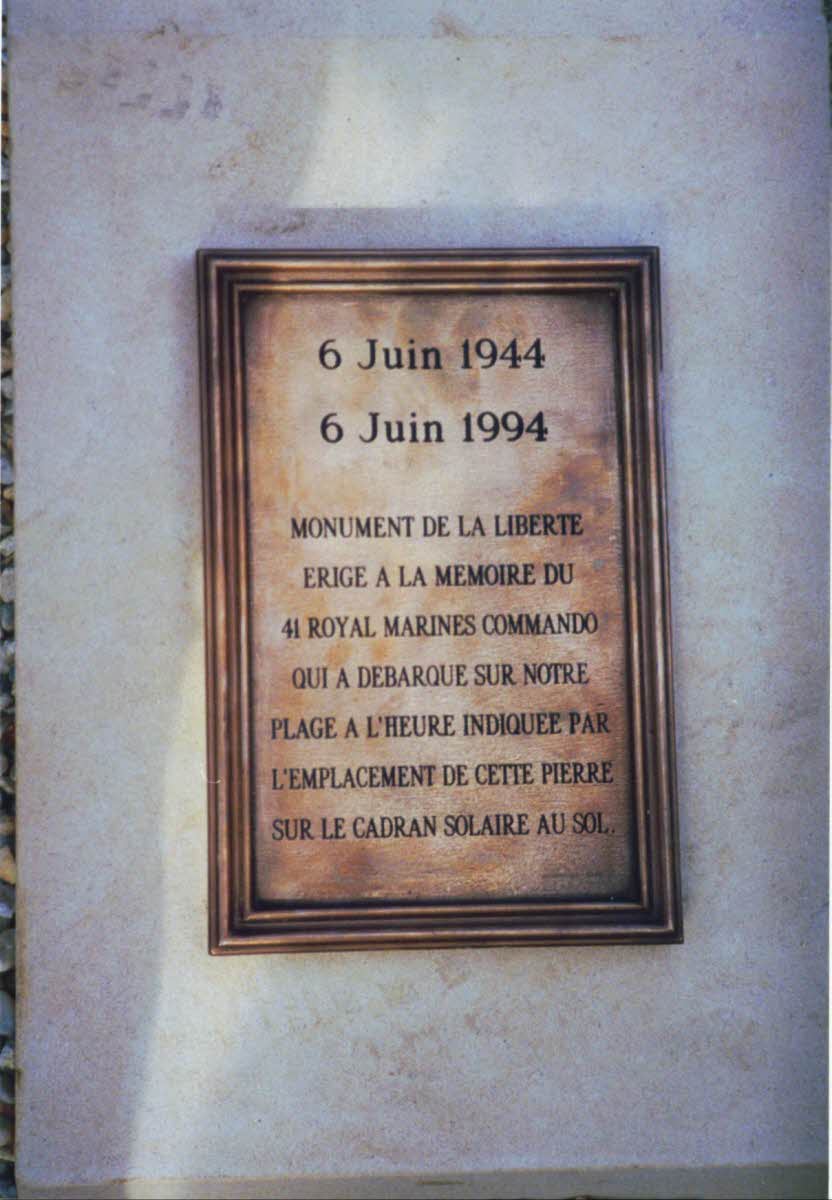 6 Juin 1944
6 Juin 1994
MONUMENT DE LA LIBERTE
ERIGE A LA MEMOIRE DU
41 ROYAL MARINES COMMANDO
QUI A DEBARQUE SUR NOTRE
PLAGE A L'HEURE INDIQUEE PAR
L'EMPLACEMENT DE CETTE PIERRE
SUR LE CADRAN SOLAIRE AU SOL.